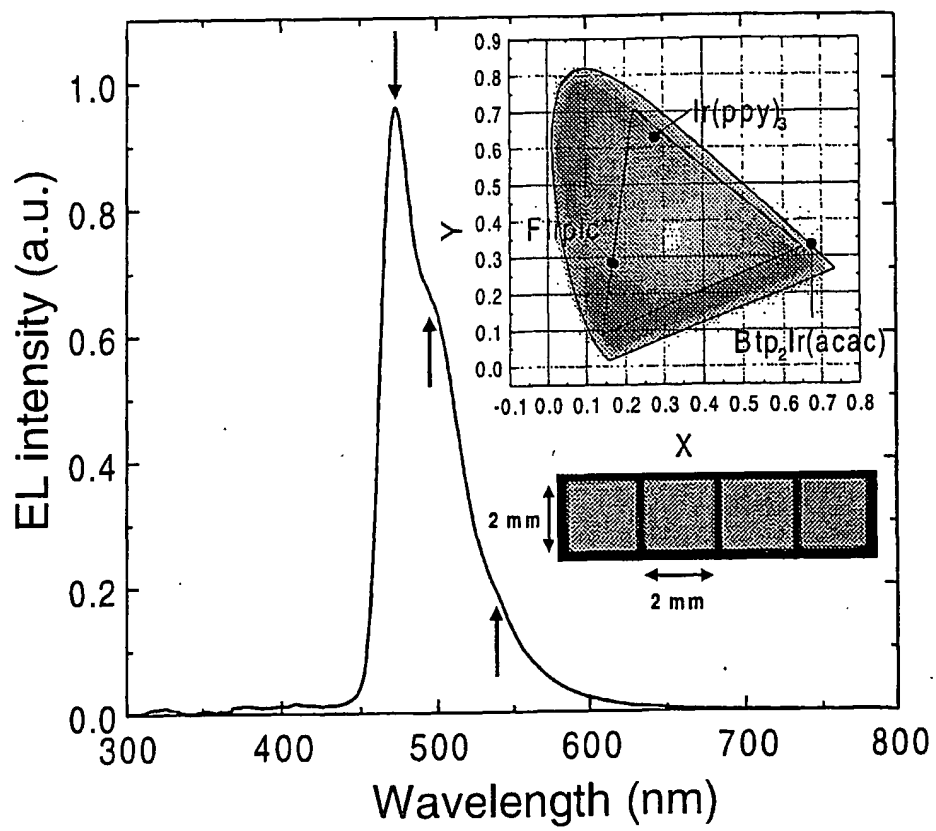 EL intensity (a.u.)
1.0
0.8
0.6
0.4
0.2
0.0
300 400 500 600 700 800
Wavelength (nm)
Y
0.9
0.8
0.7
0.6
0.5
0.4
0.3
0.2
0.1
0.0
-0.1 0.0 0.1 0.2 0.3 0.4 0.5 0.6 0.7 0.8
X
Ir(ppy)3
FIrpic
Btp2Ir(acac)
2 mm
2 mm